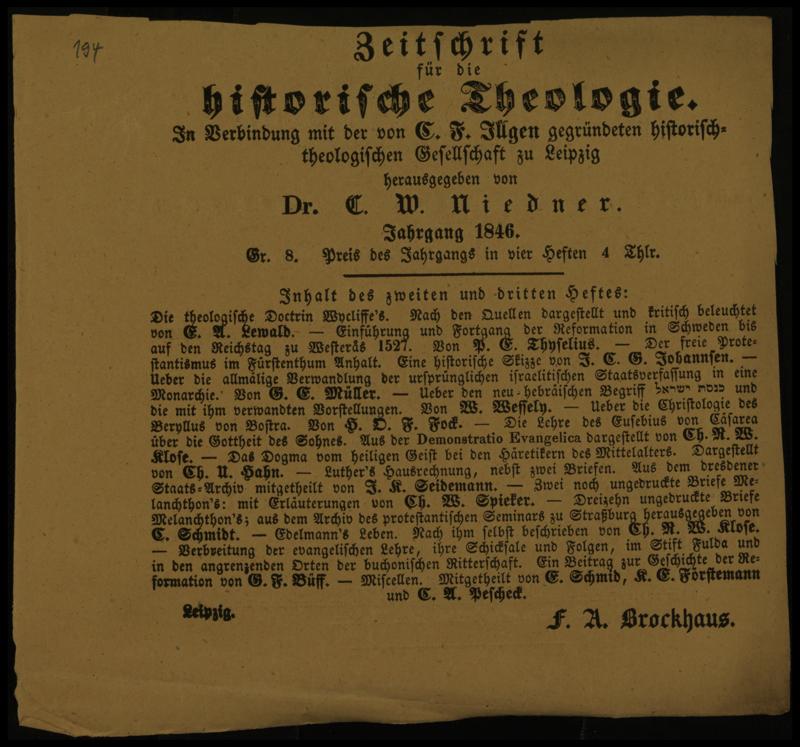 194
Zeitschrift
für die
historische Theologie.
In Verbindung mit der von C. F. Illgen gegründeten historisch-
theologischen Gesellschaft zu Leipzig
herausgegeben von
Dr. C. W. Niedner.
Jahrgang 1846.
Gr. 8. Preis des Jahrgangs in vier Heften 4 Thlr.
Inhalt des zweiten und dritten Heftes:
Die theologische Doctrin Wycliffe's. Nach den Quellen dargestellt und kritisch beleuchtet
von E. A. Lewald. — Einführung und Fortgang der Reformation in Schweden bis
auf den Reichstag zu Westerås 1527. Von P. E. Thyselius. — Der freie Prote-
stantismus im Fürstenthum Anhalt. Eine historische Skizze von J. C. G. Johannsen. —
Ueber die allmälige Verwandlung der ursprünglichen israelitischen Staatsverfassung in eine
Monarchie. Von G. E. Müller. — Ueber den neu-hebräischen Begriff כנסת ישראל und
die mit ihm verwandten Vorstellungen. Von W. Wessely. — Ueber die Christologie des
Beryllus von Bostra. Von H. O. F. Fock. — Die Lehre des Eusebius von Cäsarea
über die Gottheit des Sohnes. Aus der Demonstratio Evangelica dargestellt von Ch. R. W.
Klose. — Das Dogma vom heiligen Geist bei den Häretikern des Mittelalters. Dargestellt
von Ch. U. Hahn. — Luther's Hausrechnung, nebst zwei Briefen. Aus dem dresdener
Staats-Archiv mitgetheilt von J. K. Seidemann. — Zwei noch ungedruckte Briefe Me-
lanchthon's: mit Erläuterungen von Ch. W. Spieker. — Dreizehn ungedruckte Briefe
Melanchthon's; aus dem Archiv des protestantischen Seminars zu Straßburg herausgegeben von
C. Schmidt. — Edelmann's Leben. Nach ihm selbst beschrieben von Ch. R. W. Klose.
— Verbreitung der evangelischen Lehre, ihre Schicksale und Folgen, im Stift Fulda und
in den angrenzenden Orten der buchonischen Ritterschaft. Ein Beitrag zur Geschichte der Re-
formation von G. F. Büff. — Miscellen. Mitgetheilt von E. Schmid, K. E. Förstemann
und C. A. Pescheck.
Leipzig.
F. A. Brockhaus.